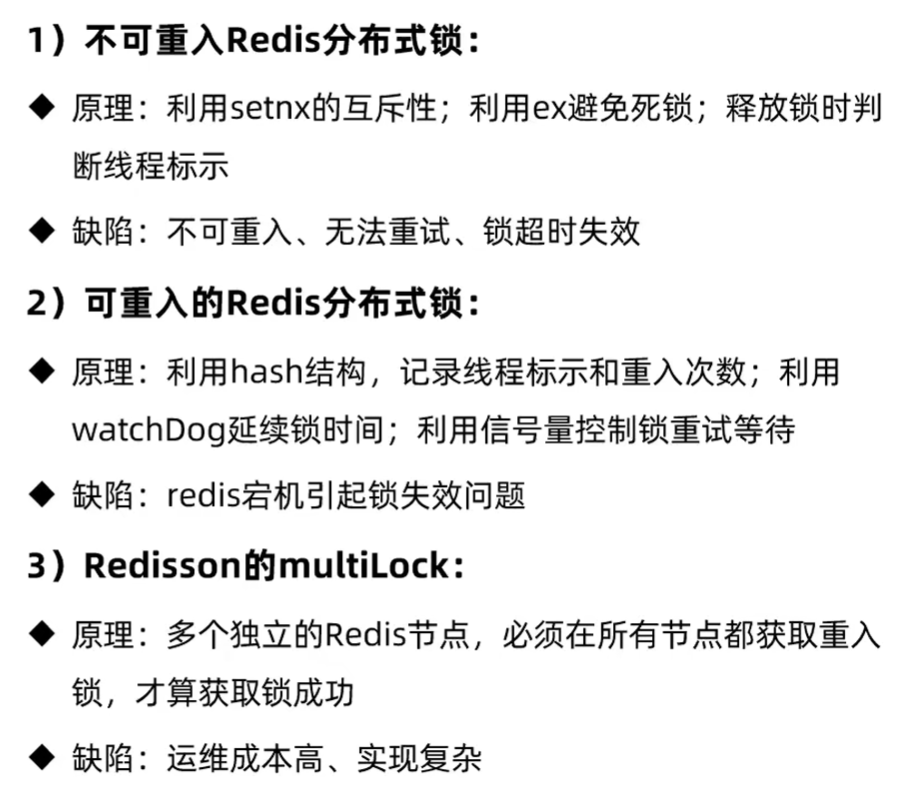 1）不可重入Redis分布式锁：
◆ 原理：利用setnx的互斥性；利用ex避免死锁；释放锁时判
断线程标示
◆ 缺陷：不可重入、无法重试、锁超时失效
2）可重入的Redis分布式锁：
◆ 原理：利用hash结构，记录线程标示和重入次数；利用
watchDog延续锁时间；利用信号量控制锁重试等待
◆ 缺陷：redis宕机引起锁失效问题
3）Redisson的multiLock：
◆ 原理：多个独立的Redis节点，必须在所有节点都获取重入
锁，才算获取锁成功
◆ 缺陷：运维成本高、实现复杂